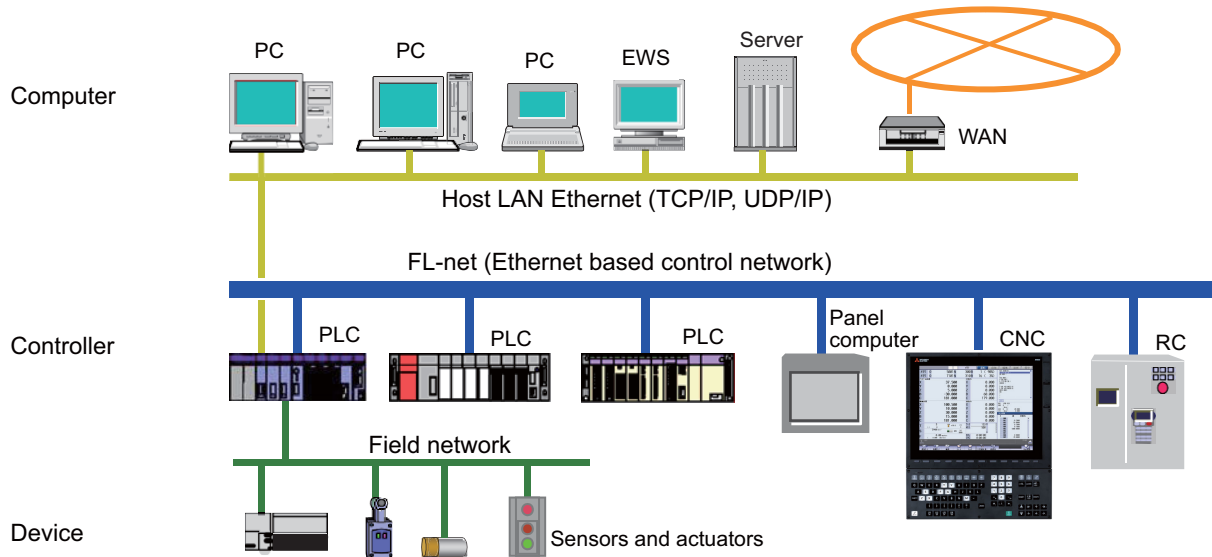 PC
PC
PC
EWS
Server
Computer
WAN
Host LAN Ethernet (TCP/IP, UDP/IP)
FL-net (Ethernet based control network)
Controller
PLC
PLC
PLC
Panel
computer
CNC
RC
Field network
Device
Sensors and actuators